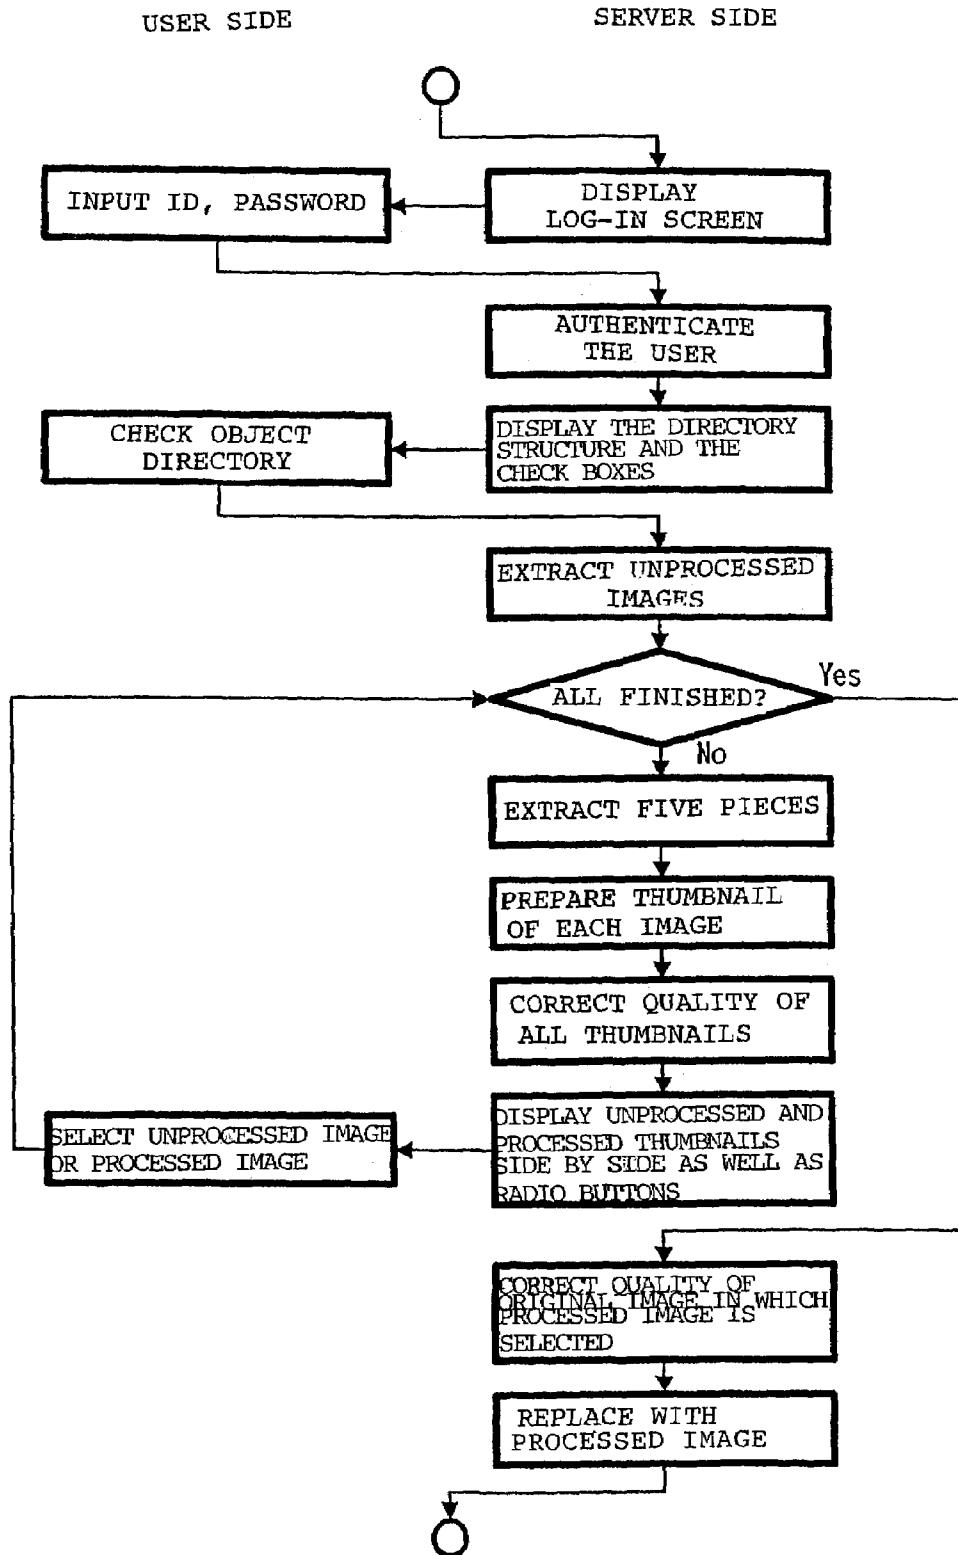 USER SIDE
SERVER SIDE
INPUT ID, PASSWORD
DISPLAY
LOG-IN SCREEN
AUTHENTICATE
THE USER
CHECK OBJECT
DIRECTORY
DISPLAY THE DIRECTORY
STRUCTURE AND THE
CHECK BOXES
EXTRACT UNPROCESSED
IMAGES
ALL FINISHED?
Yes
No
EXTRACT FIVE PIECES
PREPARE THUMBNAIL
OF EACH IMAGE
CORRECT QUALITY OF
ALL THUMBNAILS
SELECT UNPROCESSED IMAGE
OR PROCESSED IMAGE
DISPLAY UNPROCESSED AND
PROCESSED THUMBNAILS
SIDE BY SIDE AS WELL AS
RADIO BUTTONS
CORRECT QUALITY OF
ORIGINAL IMAGE IN WHICH
PROCESSED IMAGE IS
SELECTED
REPLACE WITH
PROCESSED IMAGE